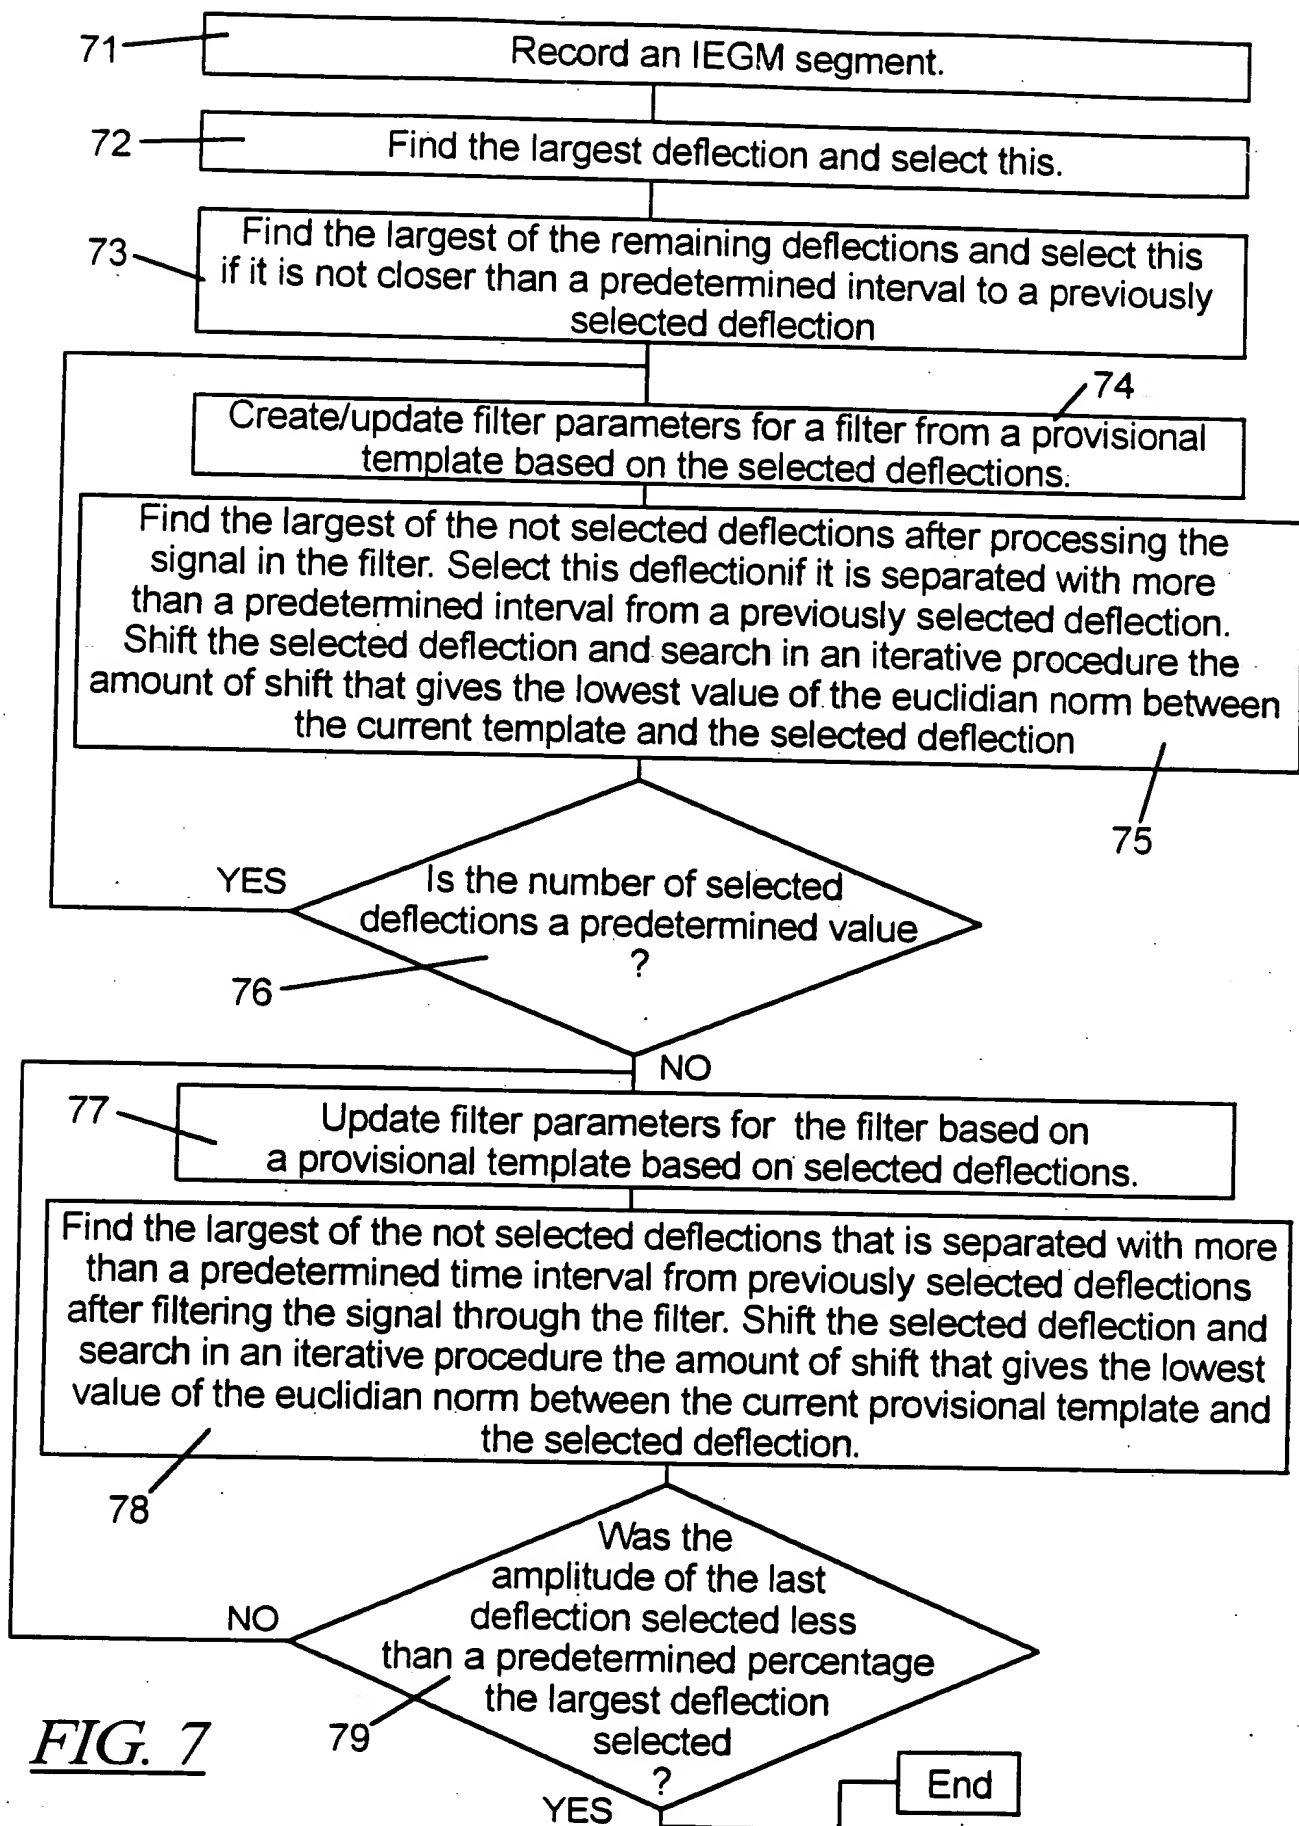 71
Record an IEGM segment.
72
Find the largest deflection and select this.
73
Find the largest of the remaining deflections and select this
if it is not closer than a predetermined interval to a previously
selected deflection
74
Create/update filter parameters for a filter from a provisional
template based on the selected deflections.
Find the largest of the not selected deflections after processing the
signal in the filter. Select this deflectionif it is separated with more
than a predetermined interval from a previously selected deflection.
Shift the selected deflection and search in an iterative procedure the
amount of shift that gives the lowest value of the euclidian norm between
the current template and the selected deflection
75
YES
Is the number of selected
deflections a predetermined value
?
76
NO
77
Update filter parameters for the filter based on
a provisional template based on selected deflections.
Find the largest of the not selected deflections that is separated with more
than a predetermined time interval from previously selected deflections
after filtering the signal through the filter. Shift the selected deflection and
search in an iterative procedure the amount of shift that gives the lowest
value of the euclidian norm between the current provisional template and
the selected deflection.
78
Was the
amplitude of the last
deflection selected less
than a predetermined percentage
the largest deflection
selected
?
NO
79
FIG. 7
YES
End